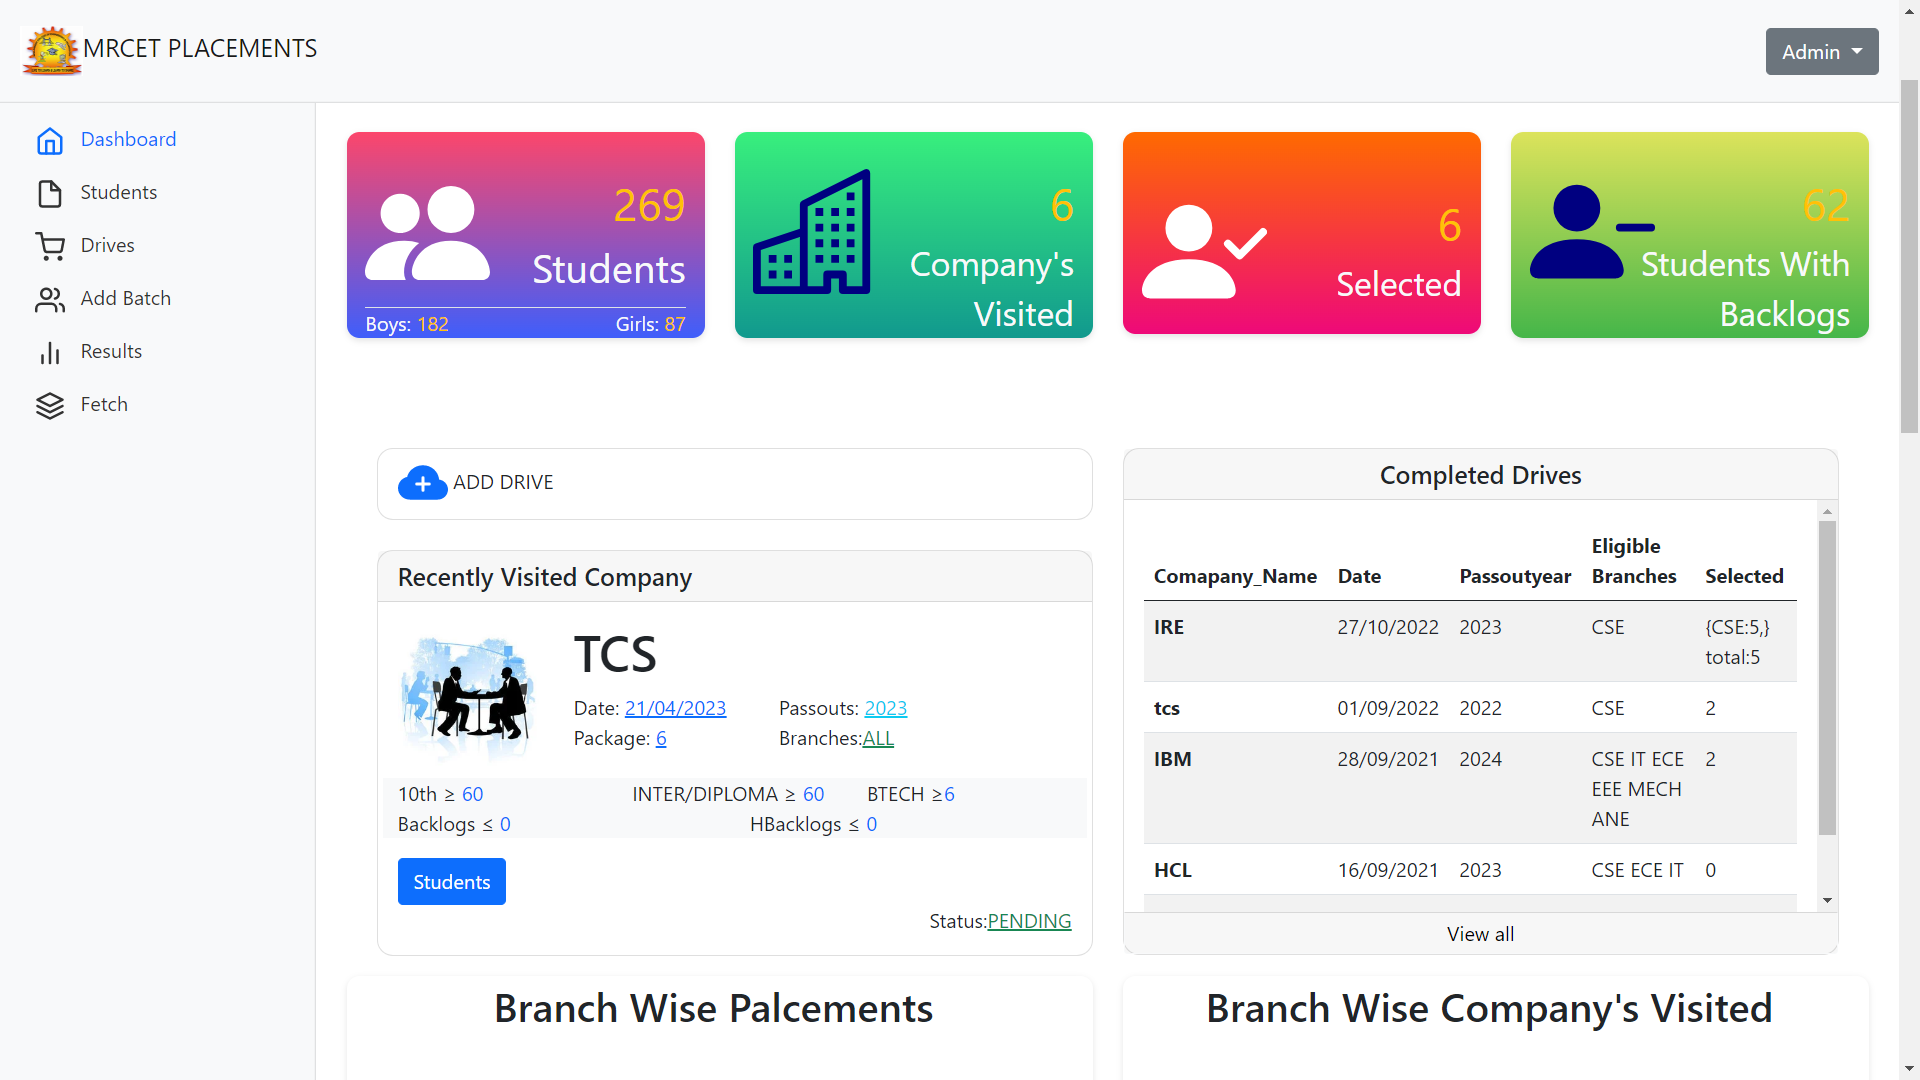 MRCET PLACEMENTS
Admin
Dashboard
Students
Drives
Add Batch
Results
Fetch
269
Students
Boys: 182 Girls: 87
6
Company's
Visited
6
Selected
62
Students With
Backlogs
ADD DRIVE
Recently Visited Company
TCS
Date: 21/04/2023 Passouts: 2023
Package: 6 Branches:ALL
10th ≥ 60 INTER/DIPLOMA ≥ 60 BTECH ≥6
Backlogs ≤ 0 HBacklogs ≤ 0
Students
Status:PENDING
Completed Drives
Eligible
Comapany_Name Date Passoutyear Branches Selected
IRE 27/10/2022 2023 CSE {CSE:5,}
total:5
tcs 01/09/2022 2022 CSE 2
IBM 28/09/2021 2024 CSE IT ECE 2
EEE MECH
ANE
HCL 16/09/2021 2023 CSE ECE IT 0
View all
Branch Wise Palcements
Branch Wise Company's Visited